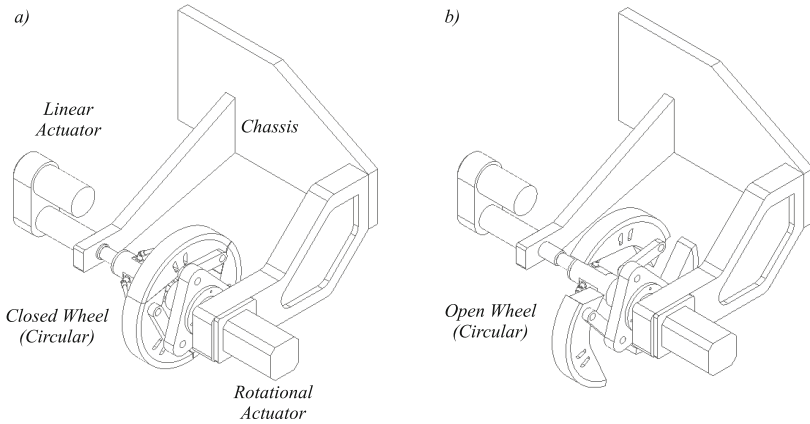 a)
b)
Linear
Actuator
Chassis
Closed Wheel
(Circular)
Open Wheel
(Circular)
Rotational
Actuator